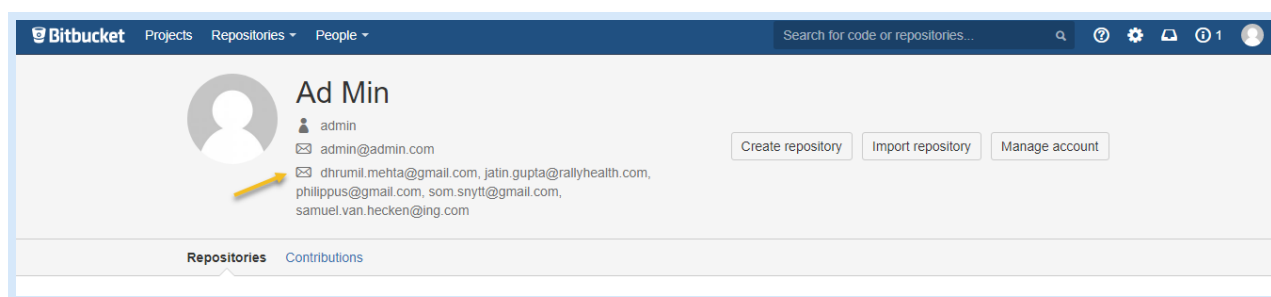 Bitbucket Projects Repositories People Search for code or repositories... 1
Ad Min
admin
admin@admin.com
Create repository Import repository Manage account
dhrumil.mehta@gmail.com, jatin.gupta@rallyhealth.com,
philippus@gmail.com, som.snytt@gmail.com,
samuel.van.hecken@ing.com
Repositories Contributions